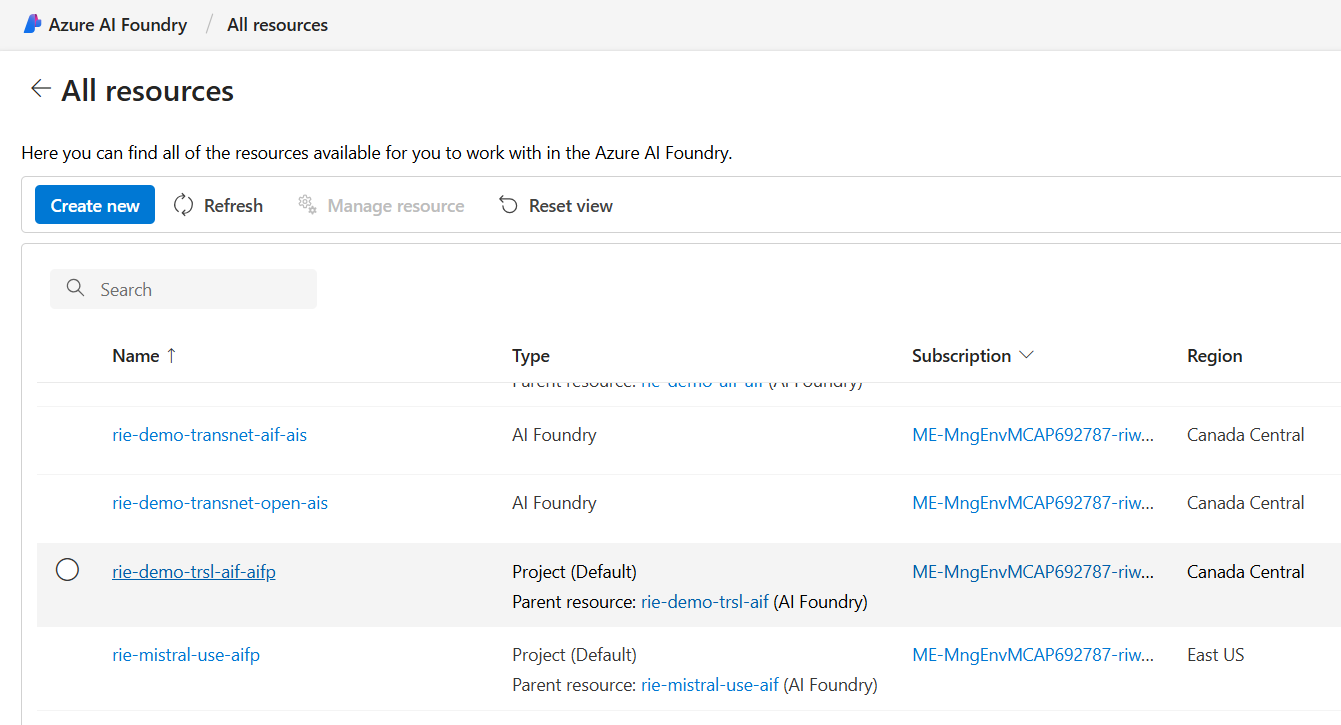 Azure AI Foundry / All resources
← All resources
Here you can find all of the resources available for you to work with in the Azure AI Foundry.
Create new Refresh Manage resource Reset view
Search
Name ↑ Type Subscription Region
Parent resource: rie-demo-aif-aif (AI Foundry)
rie-demo-transnet-aif-ais AI Foundry ME-MngEnvMCAP692787-riw... Canada Central
rie-demo-transnet-open-ais AI Foundry ME-MngEnvMCAP692787-riw... Canada Central
rie-demo-trsl-aif-aifp Project (Default) ME-MngEnvMCAP692787-riw... Canada Central
Parent resource: rie-demo-trsl-aif (AI Foundry)
rie-mistral-use-aifp Project (Default) ME-MngEnvMCAP692787-riw... East US
Parent resource: rie-mistral-use-aif (AI Foundry)